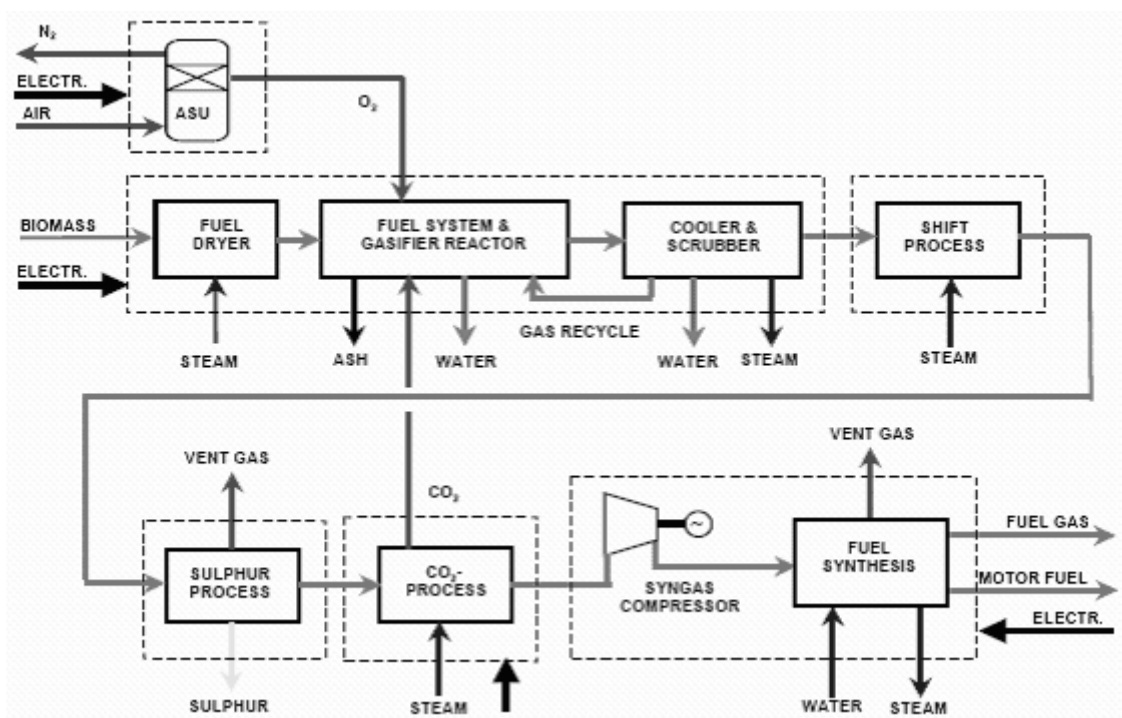 N₂
ELECTR.
AIR
ASU
O₂
BIOMASS
ELECTR.
FUEL
DRYER
FUEL SYSTEM &
GASIFIER REACTOR
COOLER &
SCRUBBER
SHIFT
PROCESS
GAS RECYCLE
STEAM
ASH
WATER
WATER
STEAM
STEAM
VENT GAS
CO₂
VENT GAS
SULPHUR
PROCESS
CO₂-
PROCESS
SYNGAS
COMPRESSOR
~
FUEL
SYNTHESIS
FUEL GAS
MOTOR FUEL
ELECTR.
SULPHUR
STEAM
WATER
STEAM